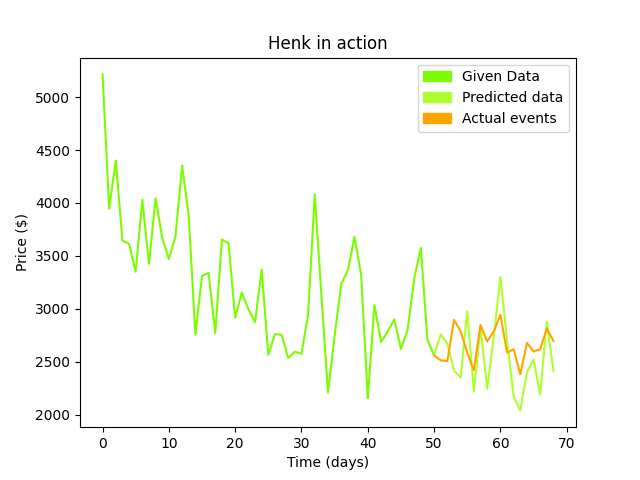 Henk in action
Given Data
Predicted data
Actual events
Price ($)
5000
4500
4000
3500
3000
2500
2000
0 10 20 30 40 50 60 70
Time (days)